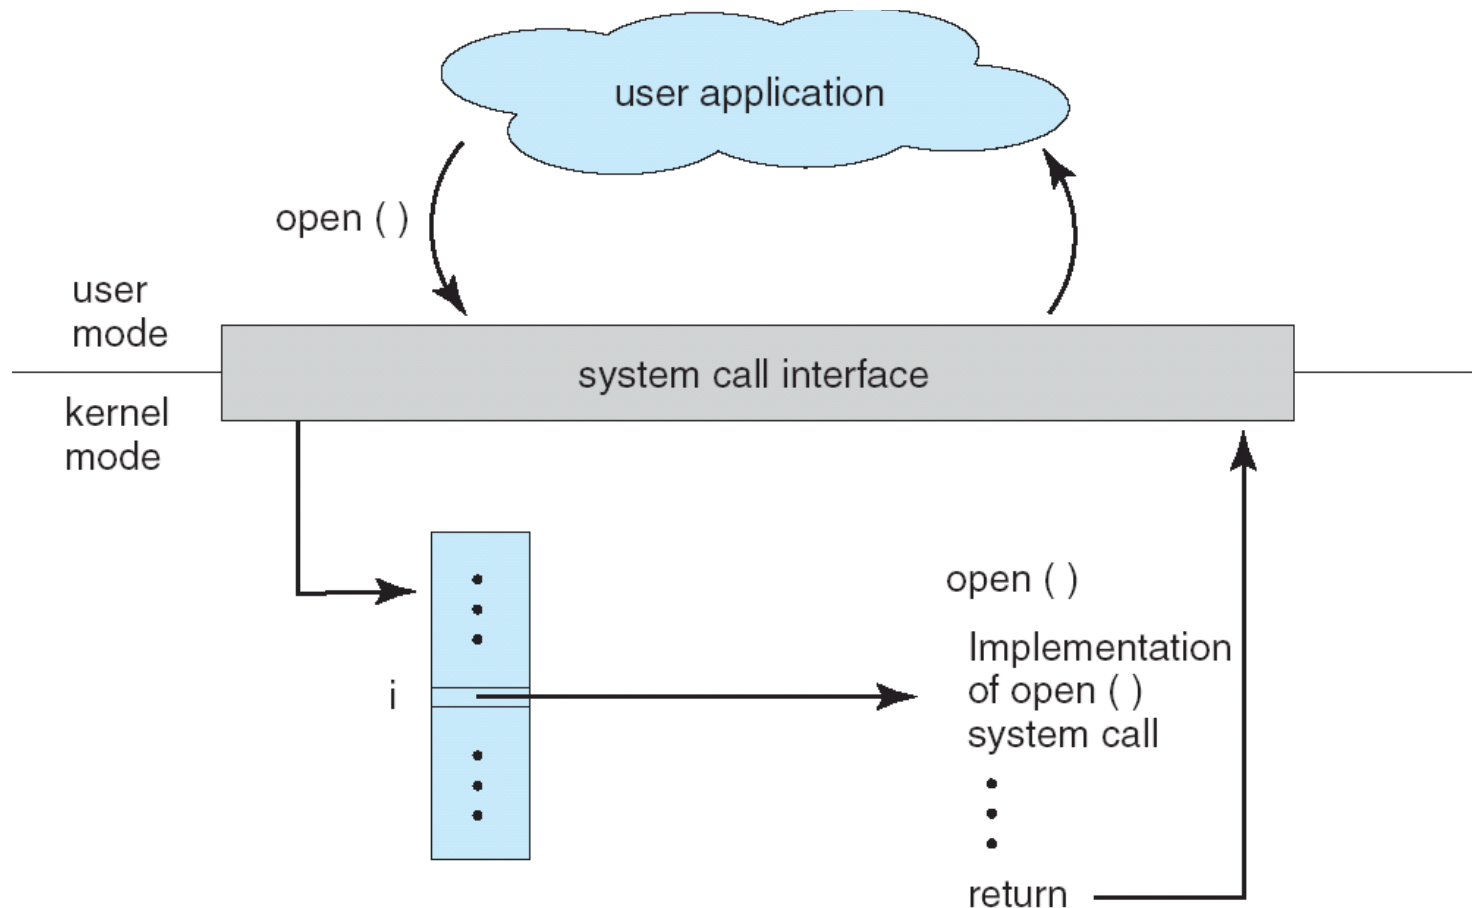 user application
open ( )
user
mode
system call interface
kernel
mode
open ( )
Implementation
of open ( )
system call
i
return